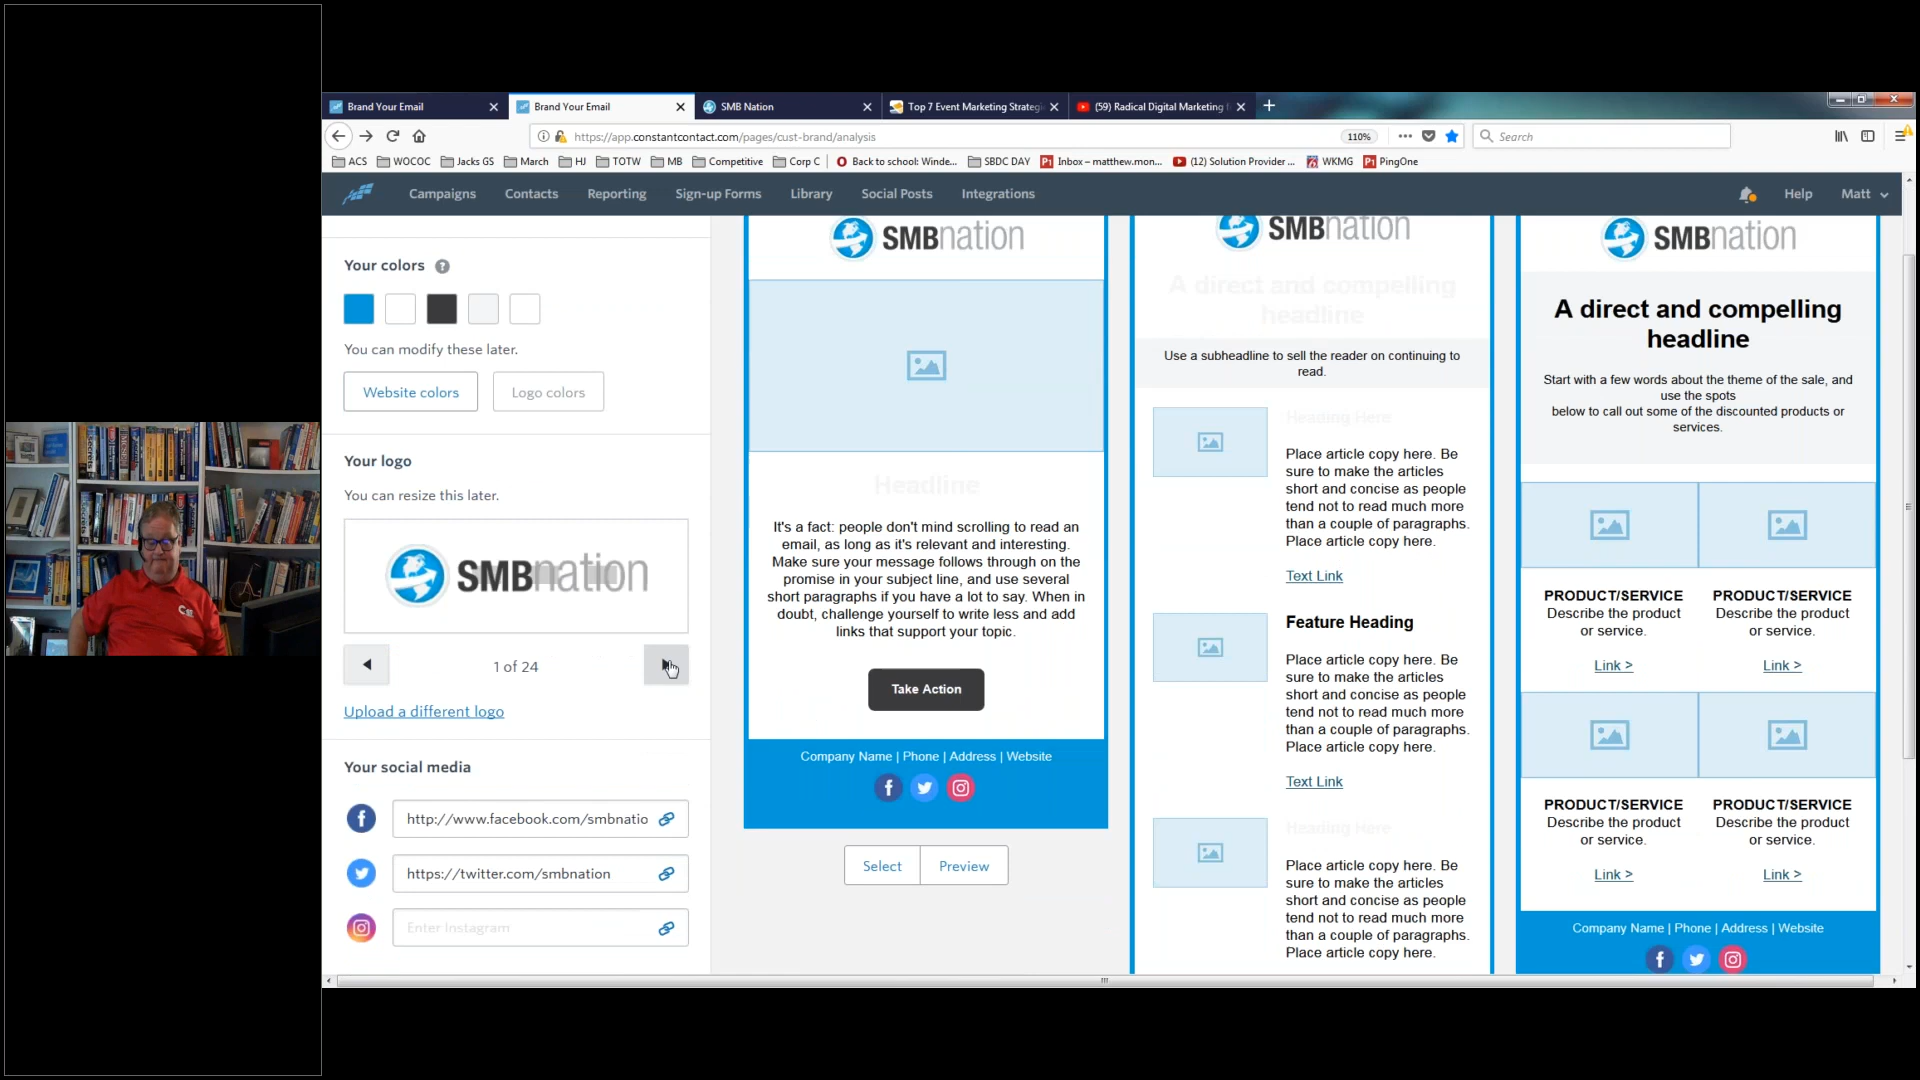 Brand Your Email
Brand Your Email
SMB Nation
Top 7 Event Marketing Strategi
(59) Radical Digital Marketing
https://app.constantcontact.com/pages/cust-brand/analysis
110%
Search
ACS
WOCOC
Jacks GS
March
HJ
TOTW
MB
Competitive
Corp C
Back to school: Winde...
SBDC DAY
Inbox – matthew.mon...
(12) Solution Provider ...
WKMG
PingOne
Campaigns
Contacts
Reporting
Sign-up Forms
Library
Social Posts
Integrations
Help
Matt
Your colors
You can modify these later.
Website colors
Logo colors
Your logo
You can resize this later.
SMBnation
1 of 24
Upload a different logo
Your social media
http://www.facebook.com/smbnatio
https://twitter.com/smbnation
Enter Instagram
SMBnation
Headline
It's a fact: people don't mind scrolling to read an
email, as long as it's relevant and interesting.
Make sure your message follows through on the
promise in your subject line, and use several
short paragraphs if you have a lot to say. When in
doubt, challenge yourself to write less and add
links that support your topic.
Take Action
Company Name | Phone | Address | Website
Select
Preview
SMBnation
A direct and compelling
headline
Use a subheadline to sell the reader on continuing to
read.
Heading Here
Place article copy here. Be
sure to make the articles
short and concise as people
tend not to read much more
than a couple of paragraphs.
Place article copy here.
Text Link
Feature Heading
Place article copy here. Be
sure to make the articles
short and concise as people
tend not to read much more
than a couple of paragraphs.
Place article copy here.
Text Link
Heading Here
Place article copy here. Be
sure to make the articles
short and concise as people
tend not to read much more
than a couple of paragraphs.
Place article copy here.
SMBnation
A direct and compelling
headline
Start with a few words about the theme of the sale, and
use the spots
below to call out some of the discounted products or
services.
PRODUCT/SERVICE
Describe the product
or service.
Link >
PRODUCT/SERVICE
Describe the product
or service.
Link >
PRODUCT/SERVICE
Describe the product
or service.
Link >
PRODUCT/SERVICE
Describe the product
or service.
Link >
Company Name | Phone | Address | Website